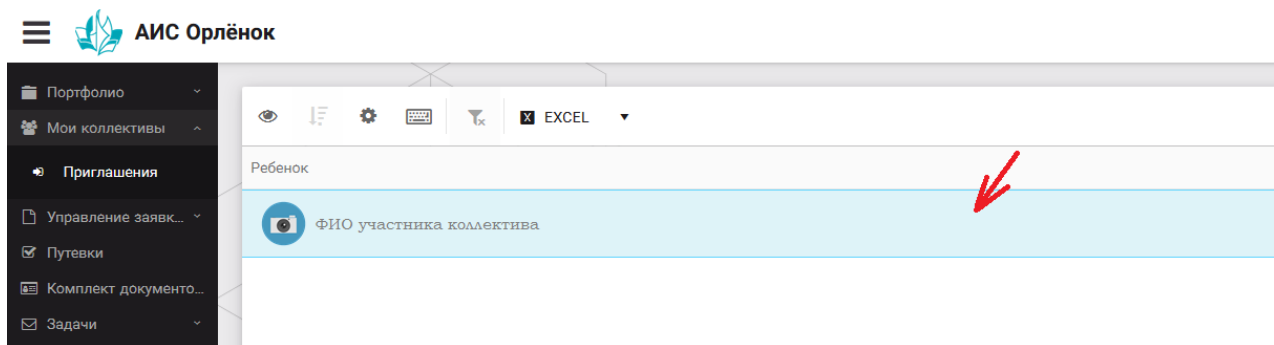 АИС Орлёнок
Портфолио
Мои коллективы
Приглашения
Управление заявк...
Путевки
Комплект документо...
Задачи
X EXCEL
Ребенок
ФИО участника коллектива